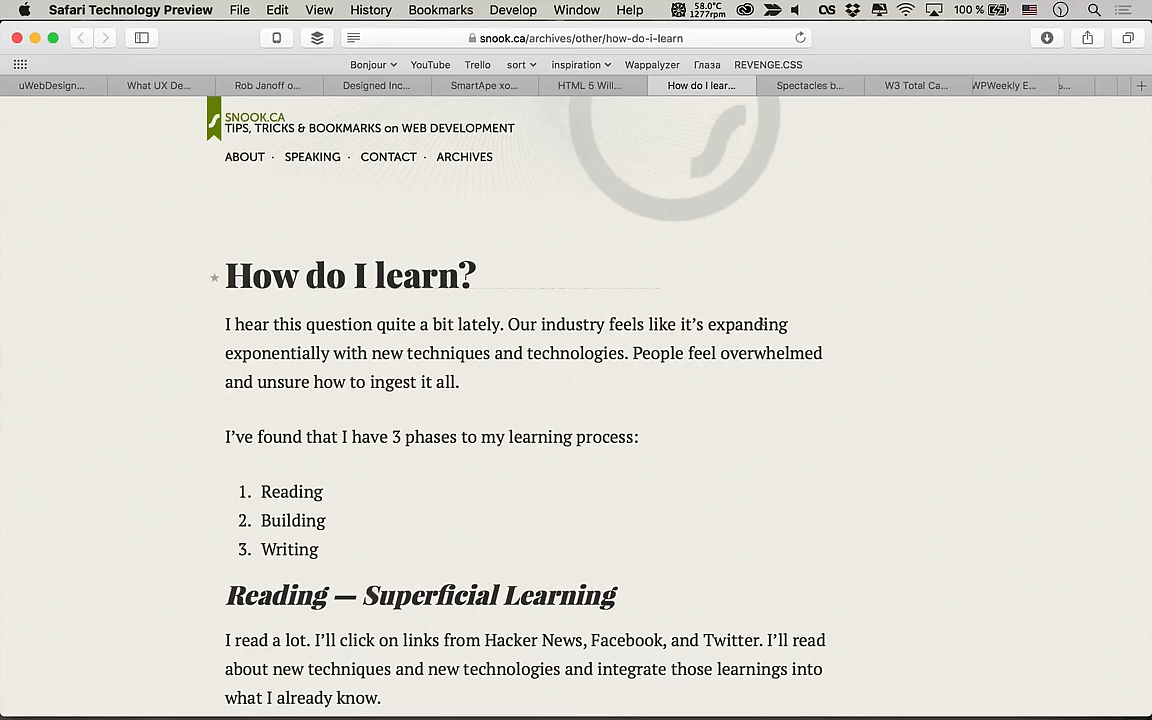 Safari Technology Preview File Edit View History Bookmarks Develop Window Help 58.0°C 1277rpm 100 %
snook.ca/archives/other/how-do-i-learn
Bonjour YouTube Trello sort inspiration Wappalyzer Глаза REVENGE.CSS
uWebDesign... What UX De... Rob Janoff o... Designed Inc... SmartApe xo... HTML 5 Will... How do I lear... Spectacles b... W3 Total Ca... WPWeekly E...
SNOOK.CA
TIPS, TRICKS & BOOKMARKS on WEB DEVELOPMENT
ABOUT · SPEAKING · CONTACT · ARCHIVES
How do I learn?
I hear this question quite a bit lately. Our industry feels like it’s expanding
exponentially with new techniques and technologies. People feel overwhelmed
and unsure how to ingest it all.
I’ve found that I have 3 phases to my learning process:
1. Reading
2. Building
3. Writing
Reading — Superficial Learning
I read a lot. I’ll click on links from Hacker News, Facebook, and Twitter. I’ll read
about new techniques and new technologies and integrate those learnings into
what I already know.